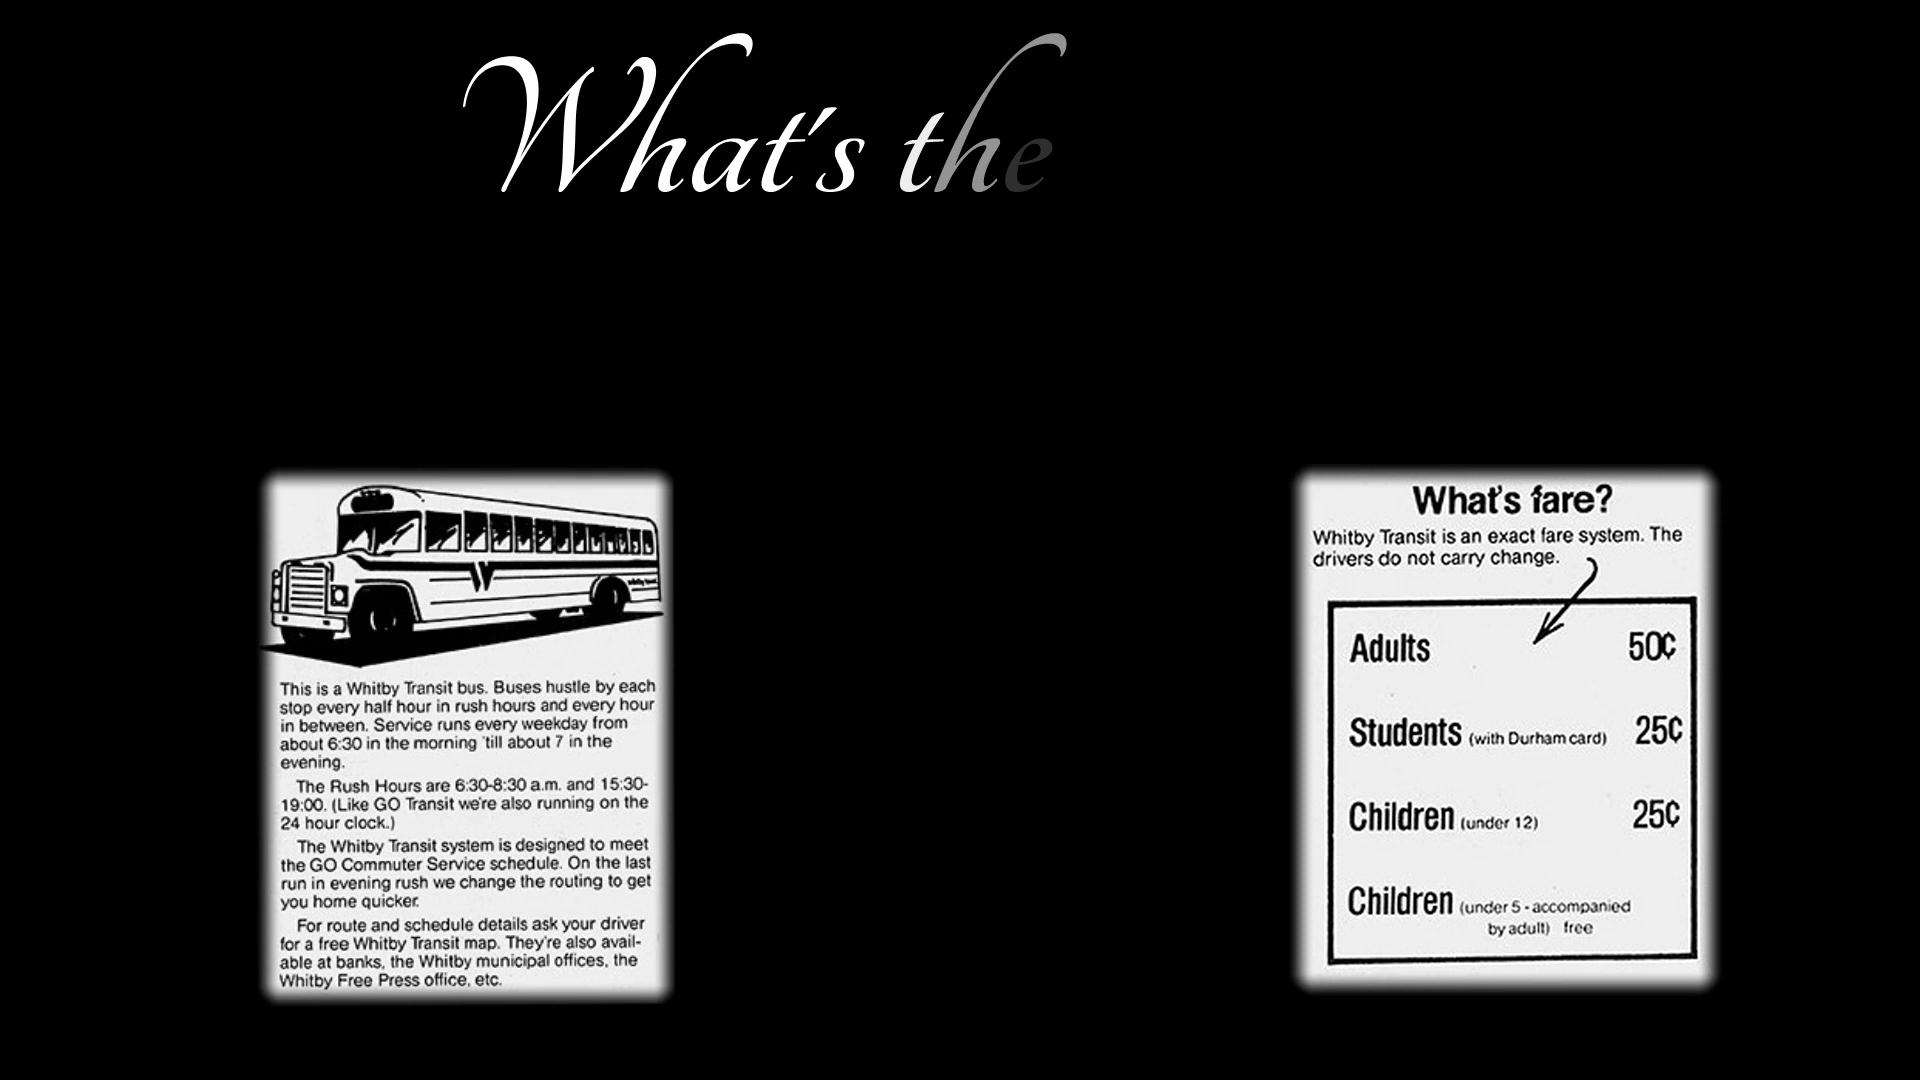 What's the
This is a Whitby Transit bus. Buses hustle by each
stop every half hour in rush hours and every hour
in between. Service runs every weekday from
about 6:30 in the morning 'till about 7 in the
evening.
The Rush Hours are 6:30-8:30 a.m. and 15:30-
19:00. (Like GO Transit we're also running on the
24 hour clock.)
The Whitby Transit system is designed to meet
the GO Commuter Service schedule. On the last
run in evening rush we change the routing to get
you home quicker.
For route and schedule details ask your driver
for a free Whitby Transit map. They're also avail-
able at banks, the Whitby municipal offices, the
Whitby Free Press office, etc.
What's fare?
Whitby Transit is an exact fare system. The
drivers do not carry change.
Adults 50¢
Students (with Durham card) 25¢
Children (under 12) 25¢
Children (under 5 - accompanied
by adult) free